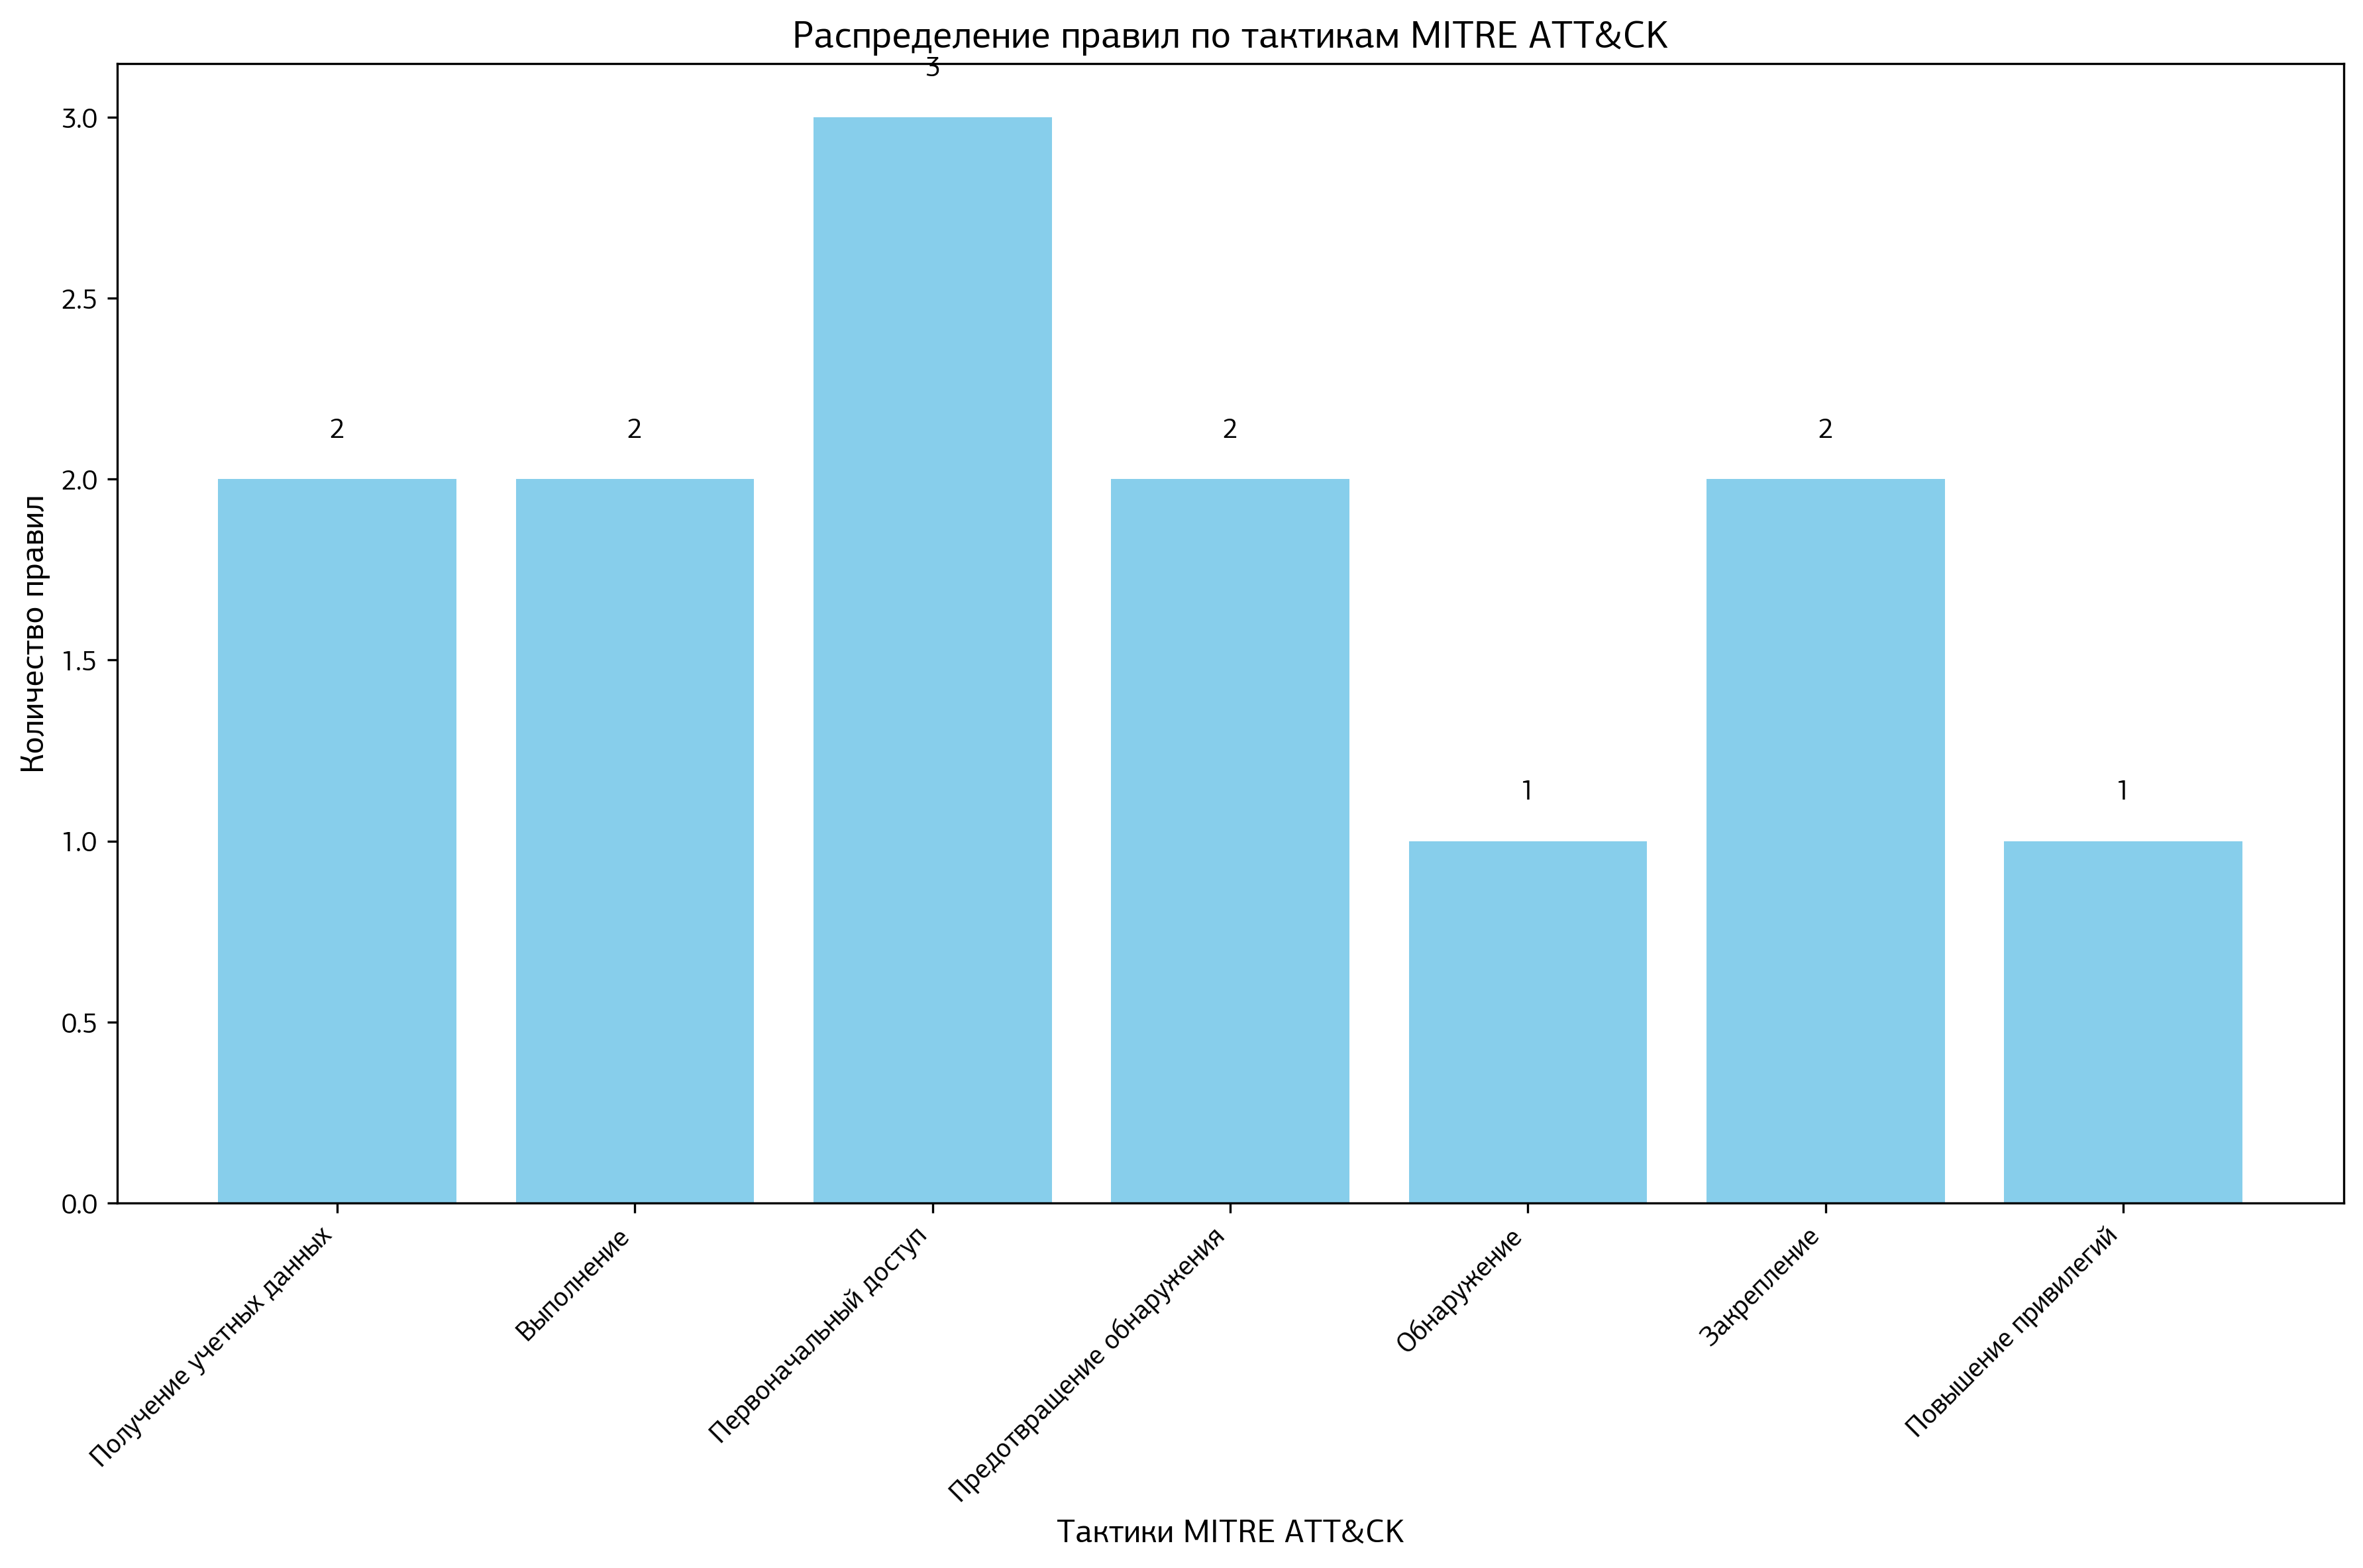 Распределение правил по тактикам MITRE ATT&CK
3
3.0
2.5
2 2 2 2
2.0
Количество правил
1.5
1 1
1.0
0.5
0.0
Получение учетных данных
Выполнение
Первоначальный доступ
Предотвращение обнаружения
Обнаружение
Закрепление
Повышение привилегий
Тактики MITRE ATT&CK